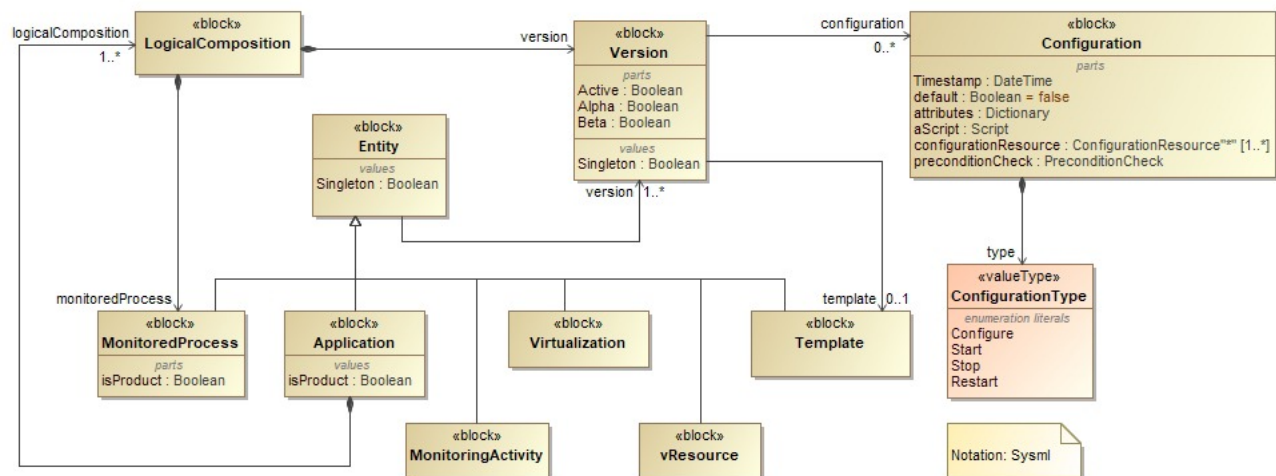 logicalComposition
1..*
«block»
LogicalComposition
version
«block»
Version
parts
Active : Boolean
Alpha : Boolean
Beta : Boolean
values
Singleton : Boolean
configuration
0..*
«block»
Configuration
parts
Timestamp : DateTime
default : Boolean = false
attributes : Dictionary
aScript : Script
configurationResource : ConfigurationResource"*" [1..*]
preconditionCheck : PreconditionCheck
«block»
Entity
values
Singleton : Boolean
version 1..*
monitoredProcess
«block»
MonitoredProcess
parts
isProduct : Boolean
«block»
Application
values
isProduct : Boolean
«block»
Virtualization
template 0..1
«block»
Template
type
«valueType»
ConfigurationType
enumeration literals
Configure
Start
Stop
Restart
«block»
MonitoringActivity
«block»
vResource
Notation: Sysml